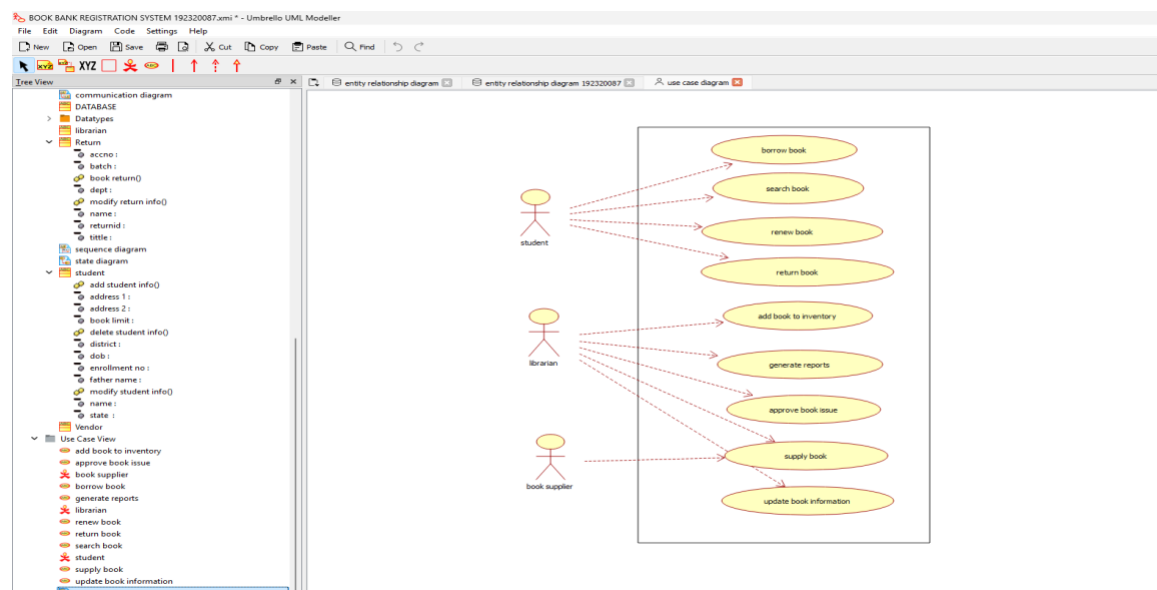 BOOK BANK REGISTRATION SYSTEM 192320087.xmi * - Umbrello UML Modeller
File Edit Diagram Code Settings Help
New Open Save Cut Copy Paste Find
XYZ XYZ
Tree View
entity relationship diagram entity relationship diagram 192320087 use case diagram
communication diagram
DATABASE
Datatypes
librarian
Return
accno :
batch :
book return()
dept :
modify return info()
name :
returnid :
tittle :
sequence diagram
state diagram
student
add student info()
address 1 :
address 2 :
book limit :
delete student info()
district :
dob :
enrollment no :
father name :
modify student info()
name :
state :
Vendor
Use Case View
add book to inventory
approve book issue
book supplier
borrow book
generate reports
librarian
renew book
return book
search book
student
supply book
update book information
borrow book
search book
student
renew book
return book
add book to inventory
librarian
generate reports
approve book issue
supply book
book supplier
update book information